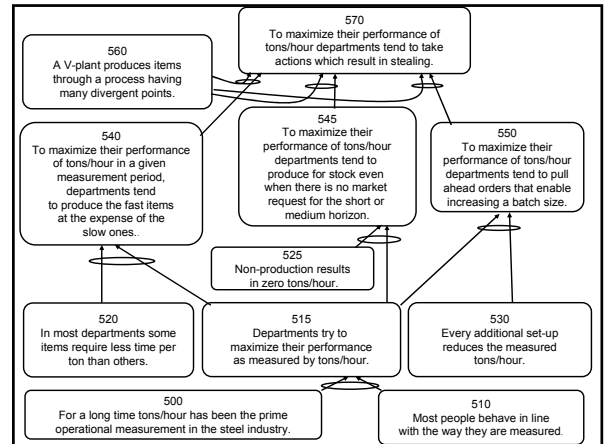 570
To maximize their performance of
tons/hour departments tend to take
actions which result in stealing.
560
A V-plant produces items
through a process having
many divergent points.
540
To maximize their performance
of tons/hour in a given
measurement period,
departments tend
to produce the fast items
at the expense of the
slow ones..
545
To maximize their
performance of tons/hour
departments tend to
produce for stock even
when there is no market
request for the short or
medium horizon.
550
To maximize their
performance of tons/hour
departments tend to pull
ahead orders that enable
increasing a batch size.
525
Non-production results
in zero tons/hour.
520
In most departments some
items require less time per
ton than others.
515
Departments try to
maximize their performance
as measured by tons/hour.
530
Every additional set-up
reduces the measured
tons/hour.
500
For a long time tons/hour has been the prime
operational measurement in the steel industry.
510
Most people behave in line
with the way they are measured.